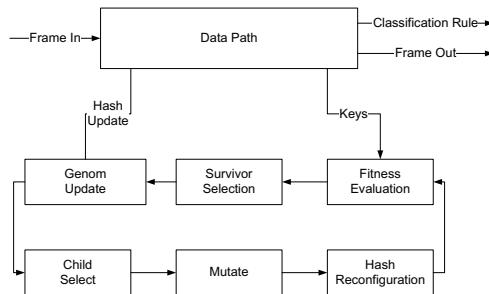 Classification Rule
Frame In
Data Path
Frame Out
Hash
Update
Keys
Genom
Update
Survivor
Selection
Fitness
Evaluation
Child
Select
Mutate
Hash
Reconfiguration